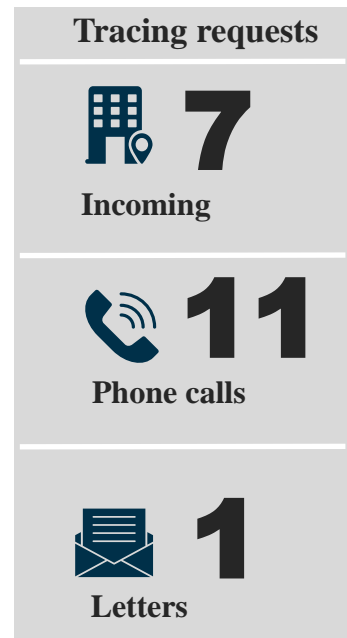 Tracing requests
7
Incoming
11
Phone calls
1
Letters